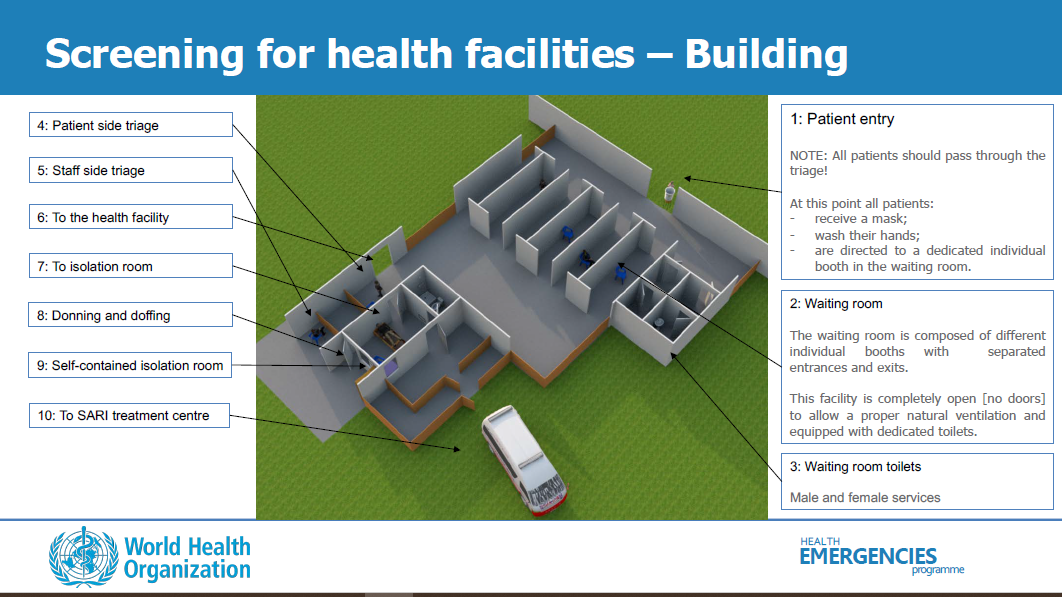 Screening for health facilities – Building
4: Patient side triage
5: Staff side triage
6: To the health facility
7: To isolation room
8: Donning and doffing
9: Self-contained isolation room
10: To SARI treatment centre
1: Patient entry
NOTE: All patients should pass through the
triage!
At this point all patients:
- receive a mask;
- wash their hands;
- are directed to a dedicated individual
booth in the waiting room.
2: Waiting room
The waiting room is composed of different
individual booths with separated
entrances and exits.
This facility is completely open [no doors]
to allow a proper natural ventilation and
equipped with dedicated toilets.
3: Waiting room toilets
Male and female services
World Health
Organization
HEALTH
EMERGENCIES
programme